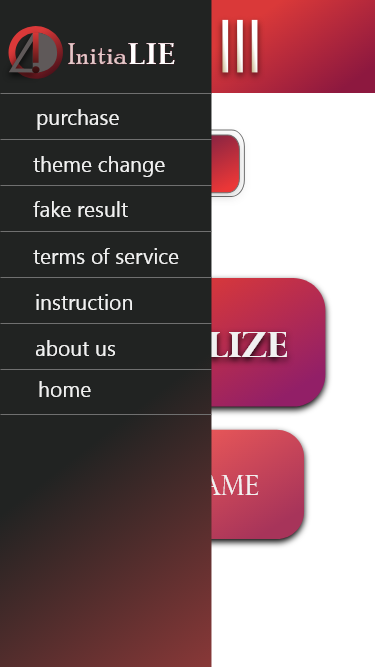 InitiaLIE
purchase
theme change
fake result
terms of service
instruction
about us
home
LIZE
AME